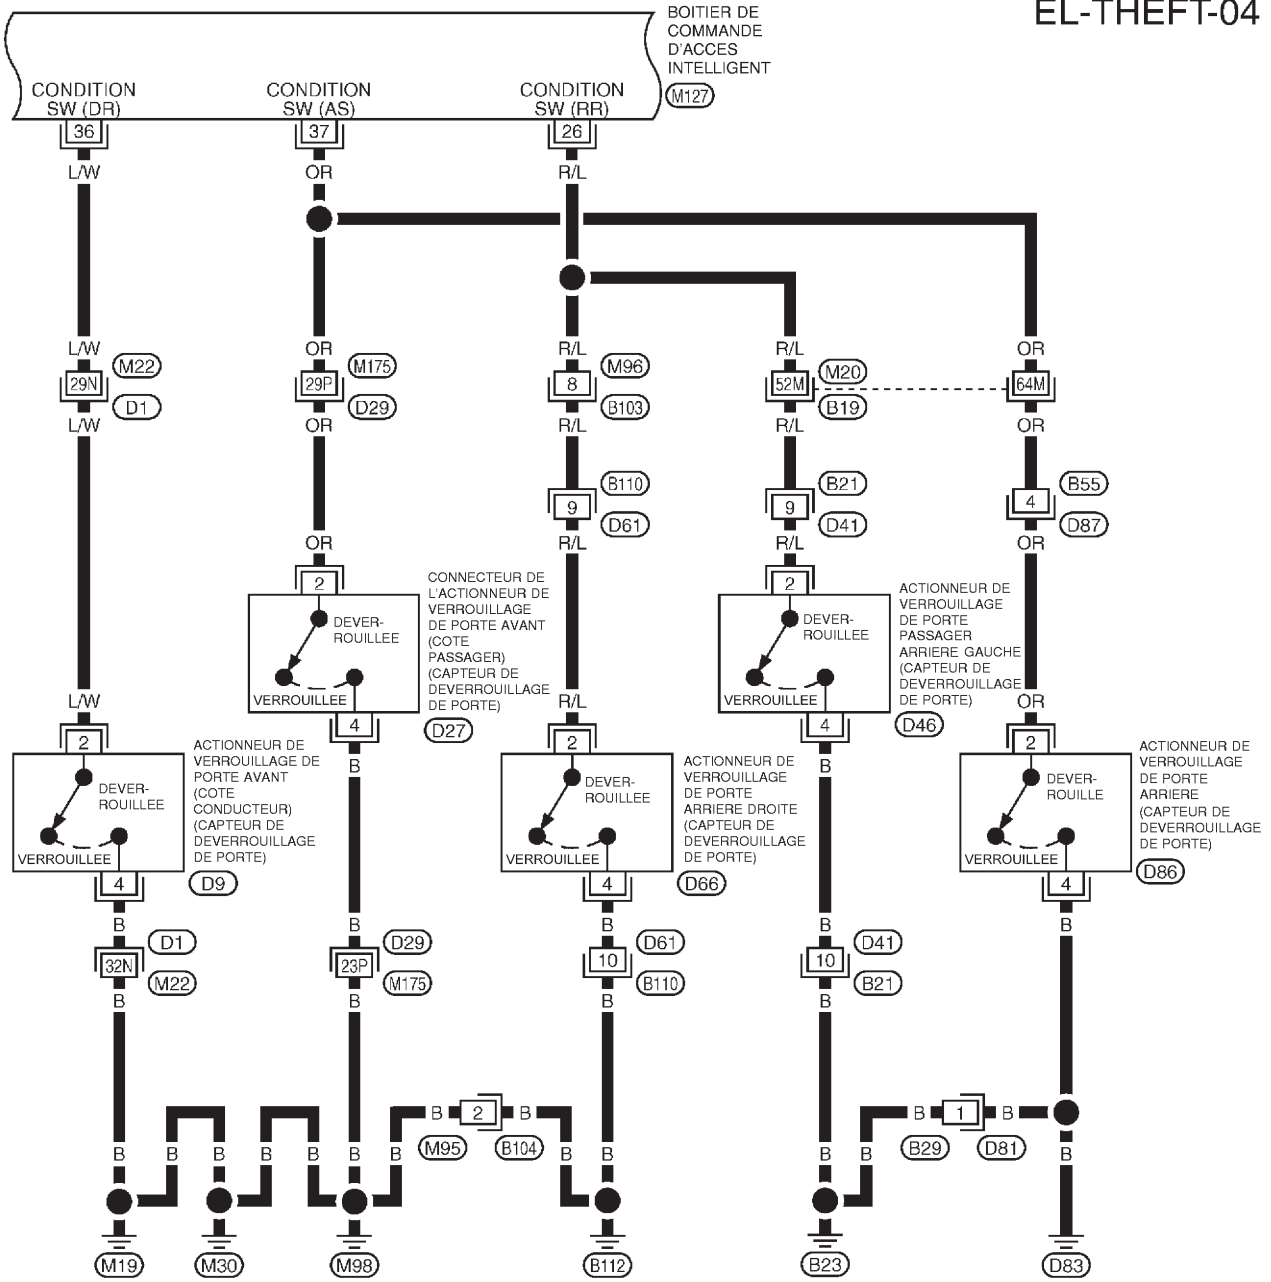 EL-THEFT-04
BOITIER DE
COMMANDE
D'ACCES
INTELLIGENT
M127
CONDITION
SW (DR)
CONDITION
SW (AS)
CONDITION
SW (RR)
36
37
26
L/W
OR
R/L
L/W
OR
R/L
R/L
OR
M22
M175
M96
M20
29N
29P
8
52M
64M
D1
D29
B103
B19
L/W
OR
R/L
R/L
OR
B110
B21
B55
9
9
4
D61
D41
D87
OR
R/L
R/L
OR
2
CONNECTEUR DE
L'ACTIONNEUR DE
VERROUILLAGE
DE PORTE AVANT
(COTE
PASSAGER)
(CAPTEUR DE
DEVERROUILLAGE
DE PORTE)
D27
DEVER-
ROUILLEE
VERROUILLEE
4
B
2
ACTIONNEUR DE
VERROUILLAGE
DE PORTE
PASSAGER
ARRIERE GAUCHE
(CAPTEUR DE
DEVERROUILLAGE
DE PORTE)
D46
DEVER-
ROUILLEE
VERROUILLEE
4
B
L/W
R/L
OR
2
ACTIONNEUR DE
VERROUILLAGE DE
PORTE AVANT
(COTE
CONDUCTEUR)
(CAPTEUR DE
DEVERROUILLAGE
DE PORTE)
D9
DEVER-
ROUILLEE
VERROUILLEE
4
B
2
ACTIONNEUR DE
VERROUILLAGE
DE PORTE
ARRIERE DROITE
(CAPTEUR DE
DEVERROUILLAGE
DE PORTE)
D66
DEVER-
ROUILLEE
VERROUILLEE
4
B
2
ACTIONNEUR DE
VERROUILLAGE
DE PORTE
ARRIERE
(CAPTEUR DE
DEVERROUILLAGE
DE PORTE)
D86
DEVER-
ROUILLE
VERROUILLEE
4
B
D1
D29
D61
D41
32N
23P
10
10
M22
M175
B110
B21
B
B
B
B
B
2
B
B
1
B
M95
B104
B29
D81
B
B
B
B
B
B
B
B
B
B
B
B
M19
M30
M98
B112
B23
D83